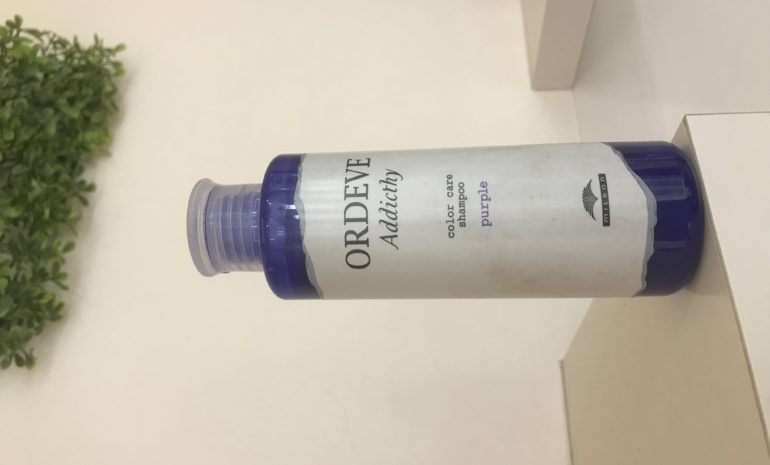 ORDEVE
Addicthy
color care
shampoo
purple
milbon